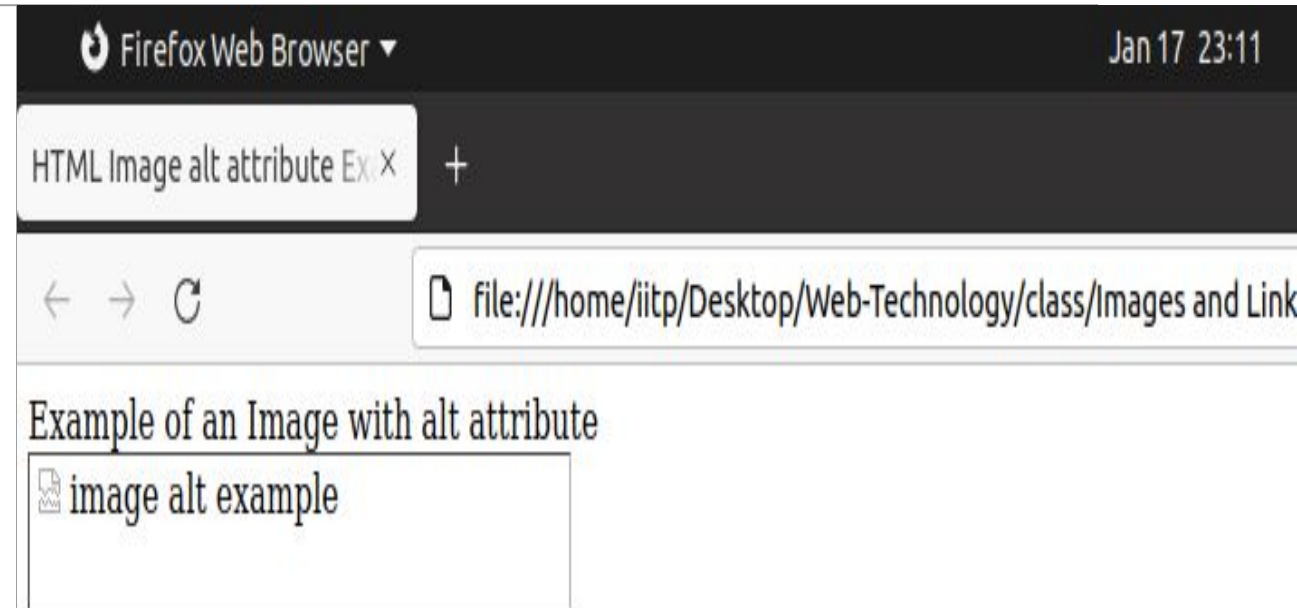 Firefox Web Browser
Jan 17 23:11
HTML Image alt attribute Ex
file:///home/iitp/Desktop/Web-Technology/class/Images and Link
Example of an Image with alt attribute
image alt example